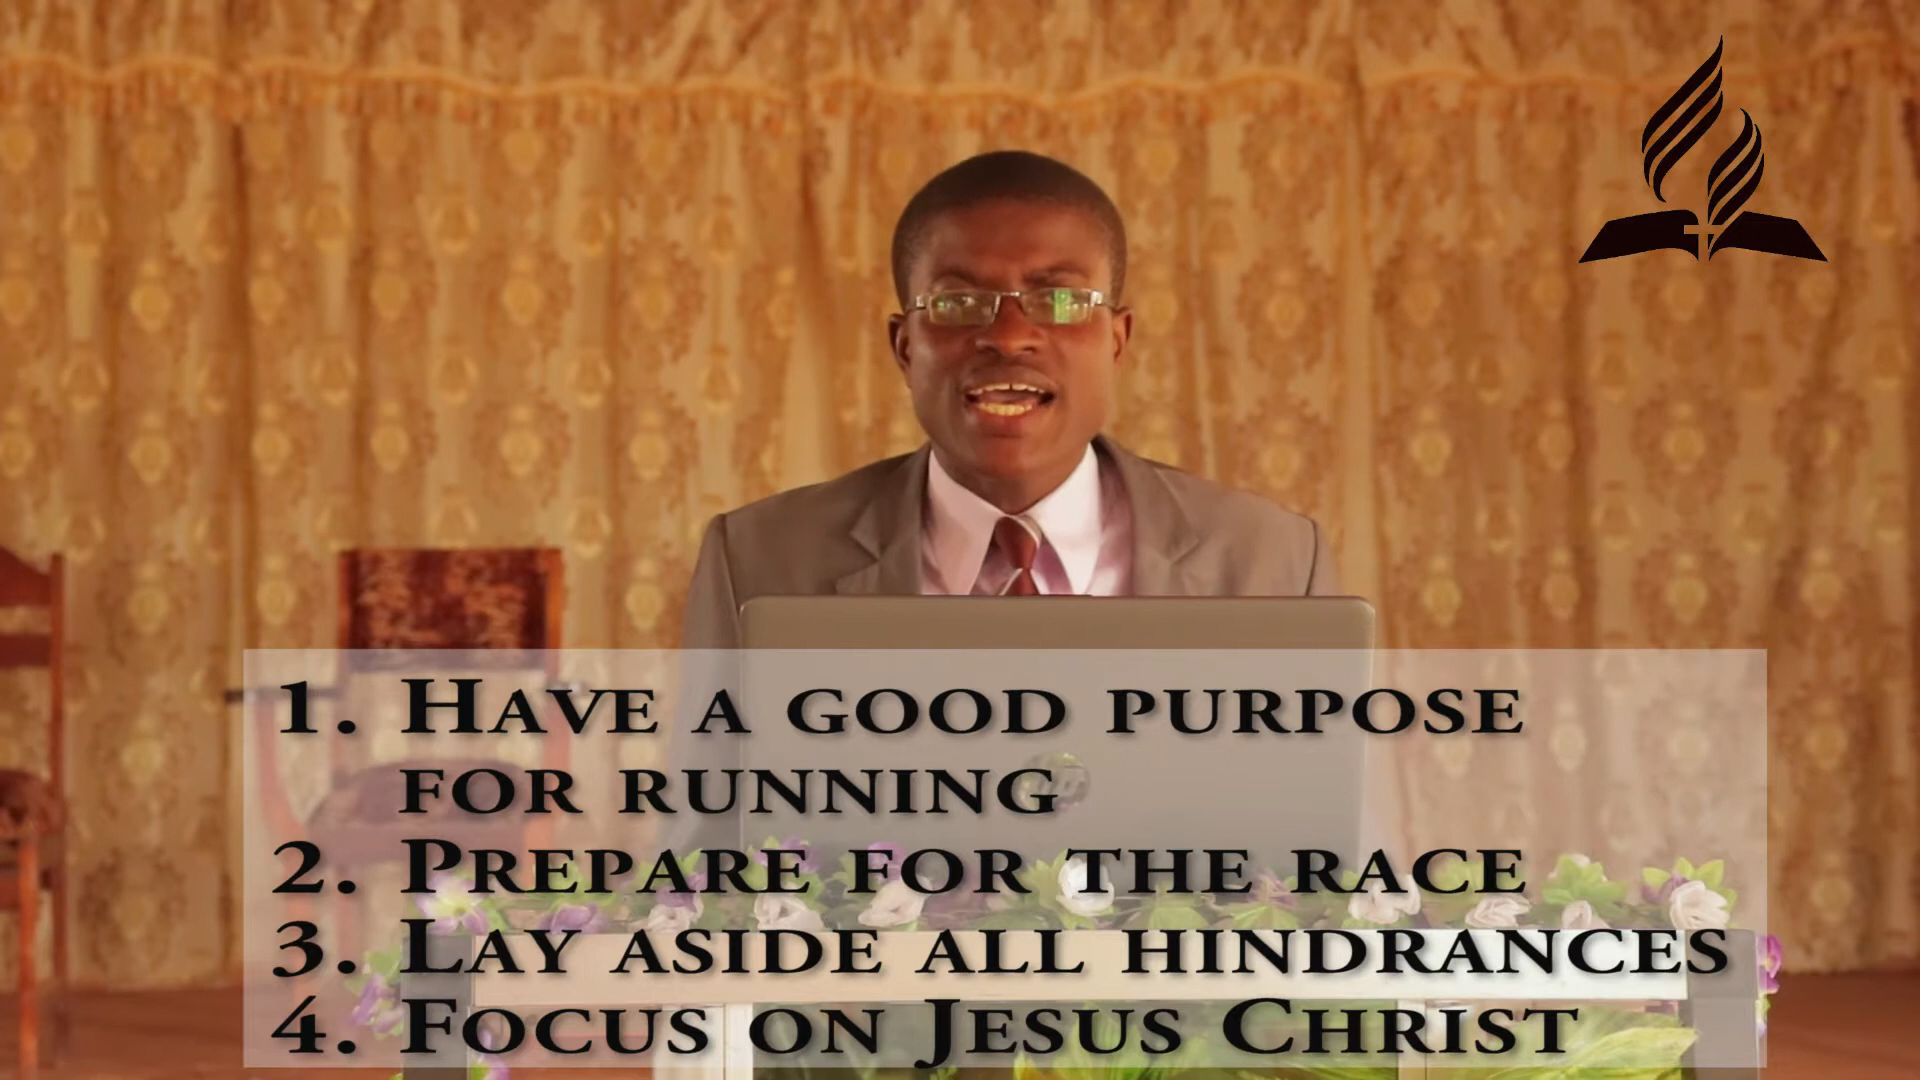 1. Have a good purpose
for running
2. Prepare for the race
3. Lay aside all hindrances
4. Focus on Jesus Christ